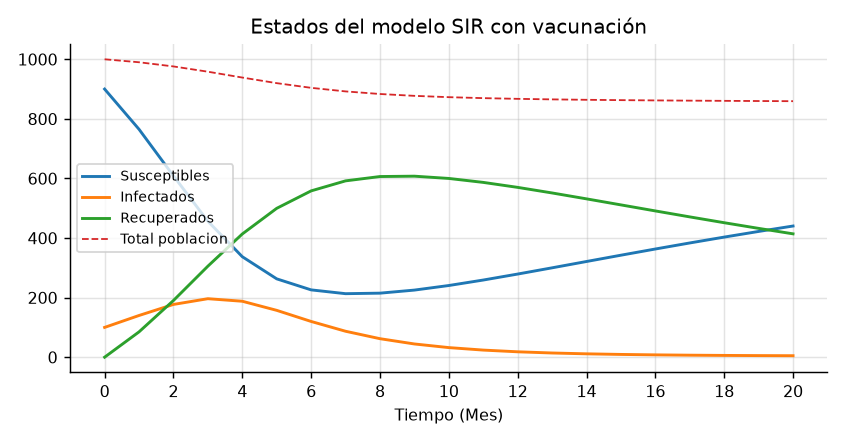 Estados del modelo SIR con vacunación
1000
800
600
400
200
0
Susceptibles
Infectados
Recuperados
Total poblacion
0 2 4 6 8 10 12 14 16 18 20
Tiempo (Mes)